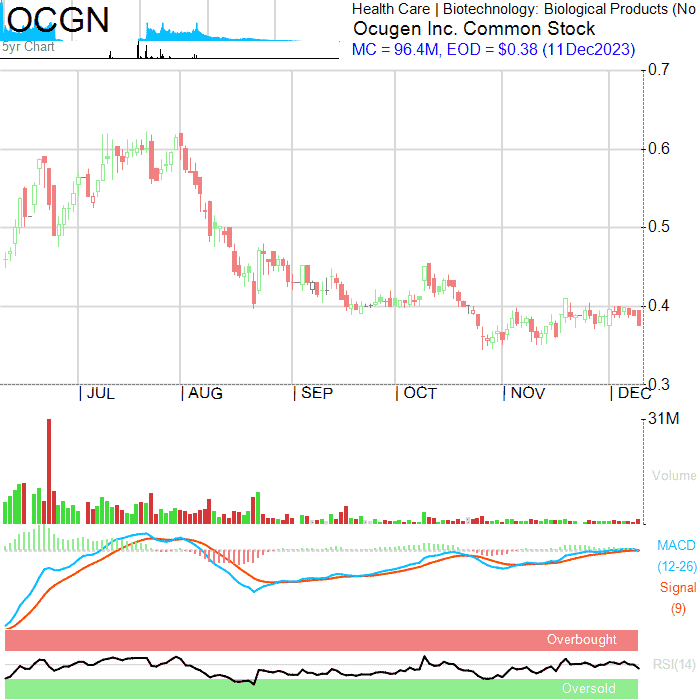 OCGN
5yr Chart
Health Care | Biotechnology: Biological Products (No
Ocugen Inc. Common Stock
MC = 96.4M, EOD = $0.38 (11Dec2023)
0.7
0.6
0.5
0.4
0.3
JUL AUG SEP OCT NOV DEC
31M
Volume
MACD
(12-26)
Signal
(9)
Overbought
RSI(14)
Oversold